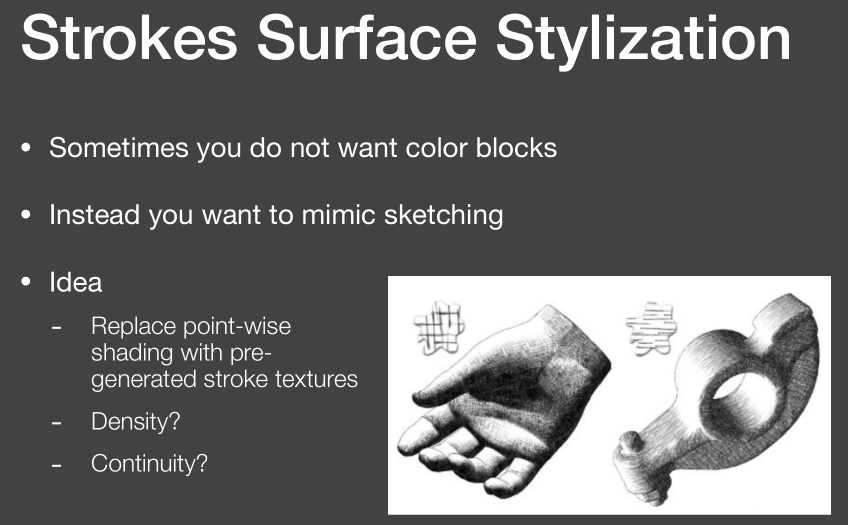 Strokes Surface Stylization
• Sometimes you do not want color blocks
• Instead you want to mimic sketching
• Idea
- Replace point-wise
shading with pre-
generated stroke textures
- Density?
- Continuity?